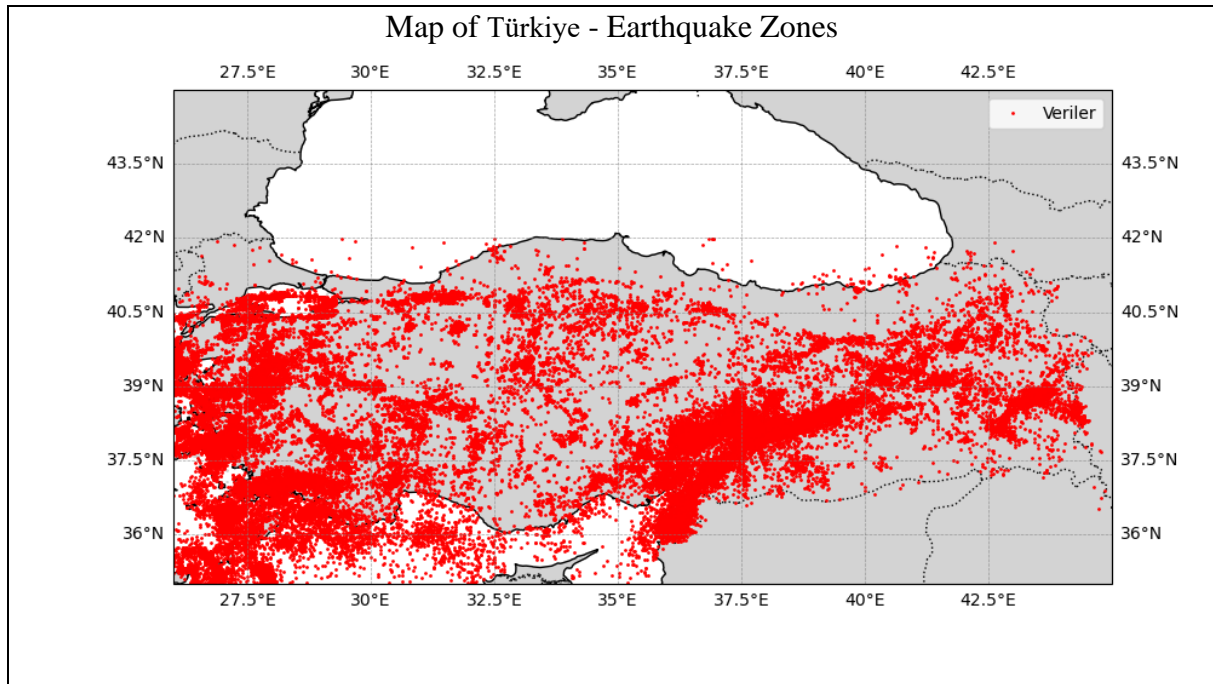 Map of Türkiye - Earthquake Zones
27.5°E 30°E 32.5°E 35°E 37.5°E 40°E 42.5°E
Veriler
43.5°N 43.5°N
42°N 42°N
40.5°N 40.5°N
39°N 39°N
37.5°N 37.5°N
36°N 36°N
27.5°E 30°E 32.5°E 35°E 37.5°E 40°E 42.5°E